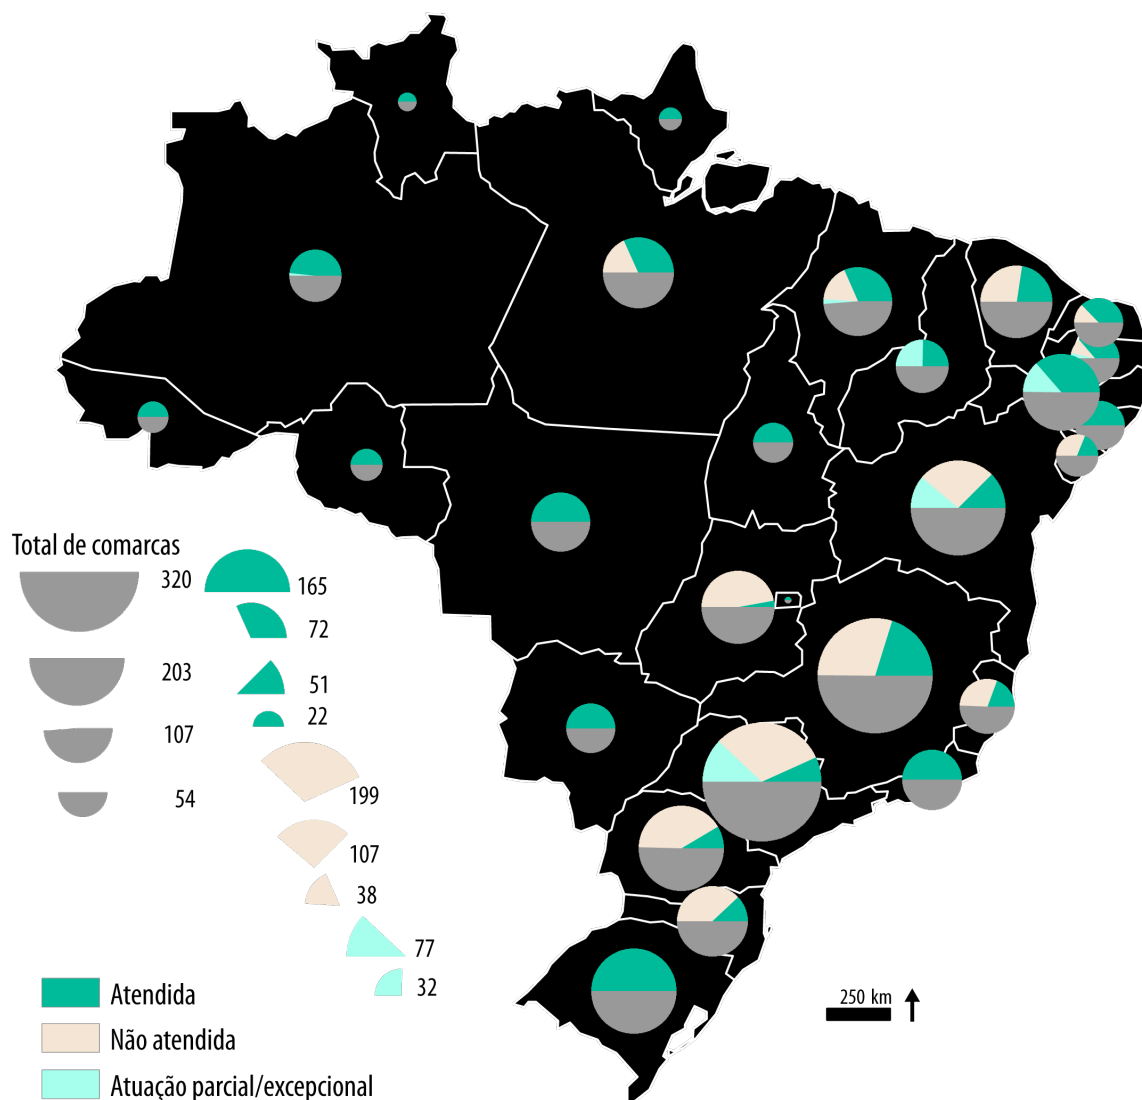 Total de comarcas
320
203
107
54
165
72
51
22
199
107
38
77
32
Atendida
Não atendida
Atuação parcial/excepcional
250 km